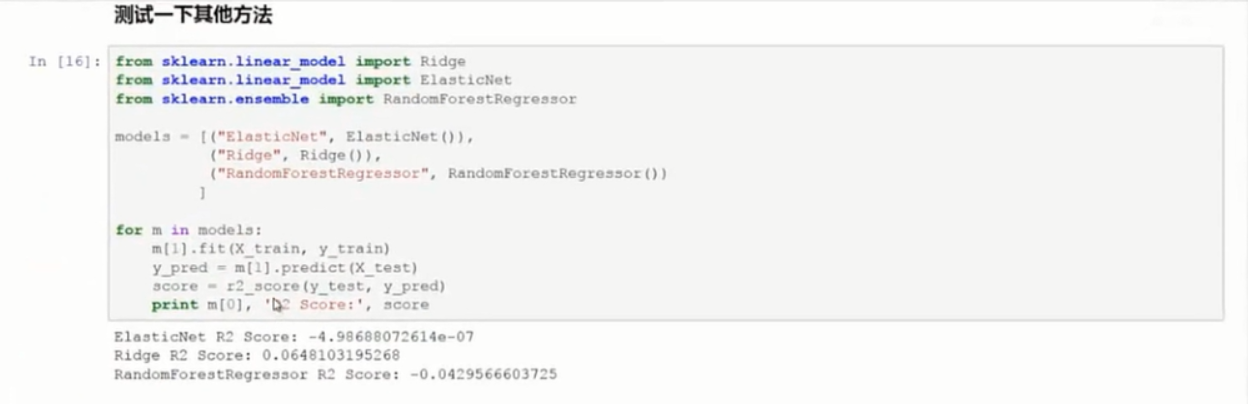 测试一下其他方法
In [16]: from sklearn.linear_model import Ridge
from sklearn.linear_model import ElasticNet
from sklearn.ensemble import RandomForestRegressor
models = [("ElasticNet", ElasticNet()),
("Ridge", Ridge()),
("RandomForestRegressor", RandomForestRegressor())
]
for m in models:
m[1].fit(X_train, y_train)
y_pred = m[1].predict(X_test)
score = r2_score(y_test, y_pred)
print m[0], 'R2 Score:', score
ElasticNet R2 Score: -4.98688072614e-07
Ridge R2 Score: 0.0648103195268
RandomForestRegressor R2 Score: -0.0429566603725